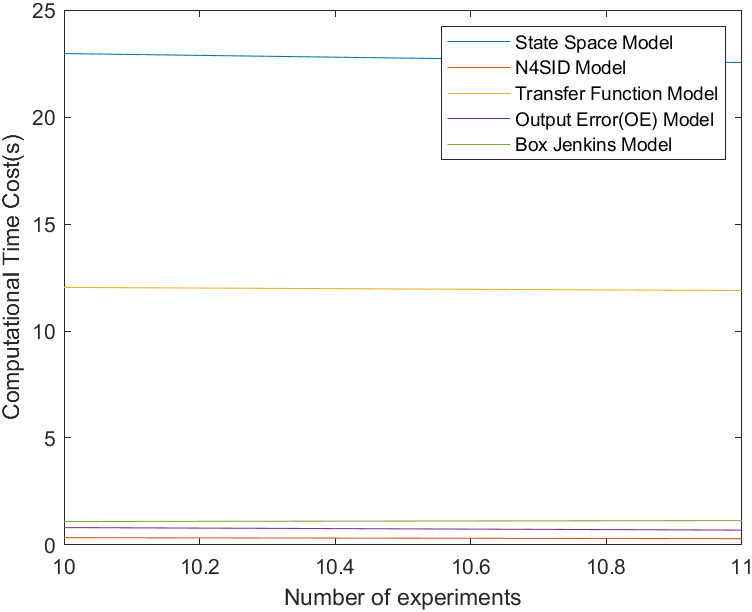 25
20
15
10
5
0
Computational Time Cost(s)
State Space Model
N4SID Model
Transfer Function Model
Output Error(OE) Model
Box Jenkins Model
10 10.2 10.4 10.6 10.8 11
Number of experiments